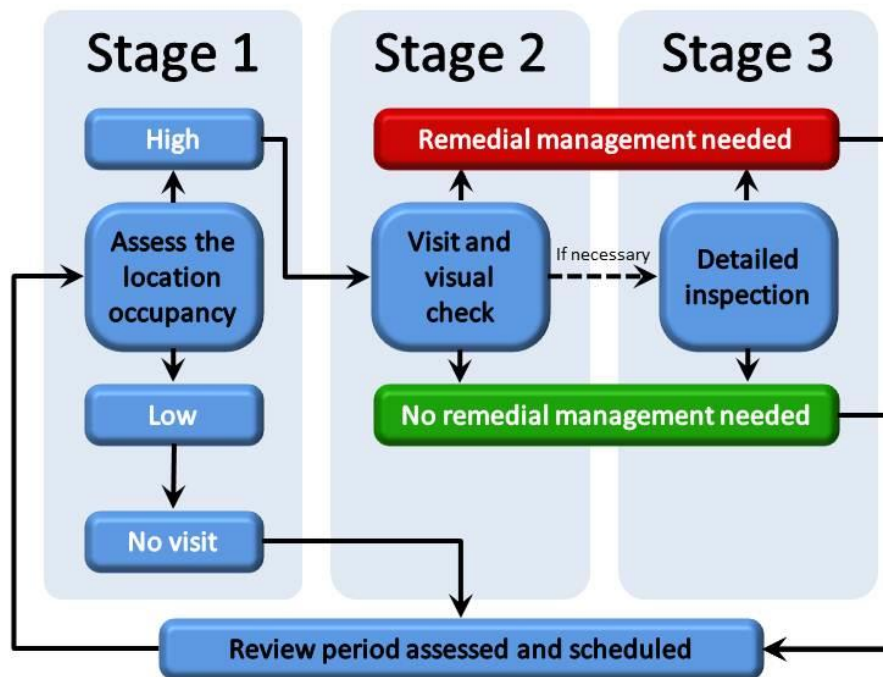 Stage 1
Stage 2
Stage 3
High
Remedial management needed
Assess the
location
occupancy
Visit and
visual
check
If necessary
Detailed
inspection
Low
No remedial management needed
No visit
Review period assessed and scheduled